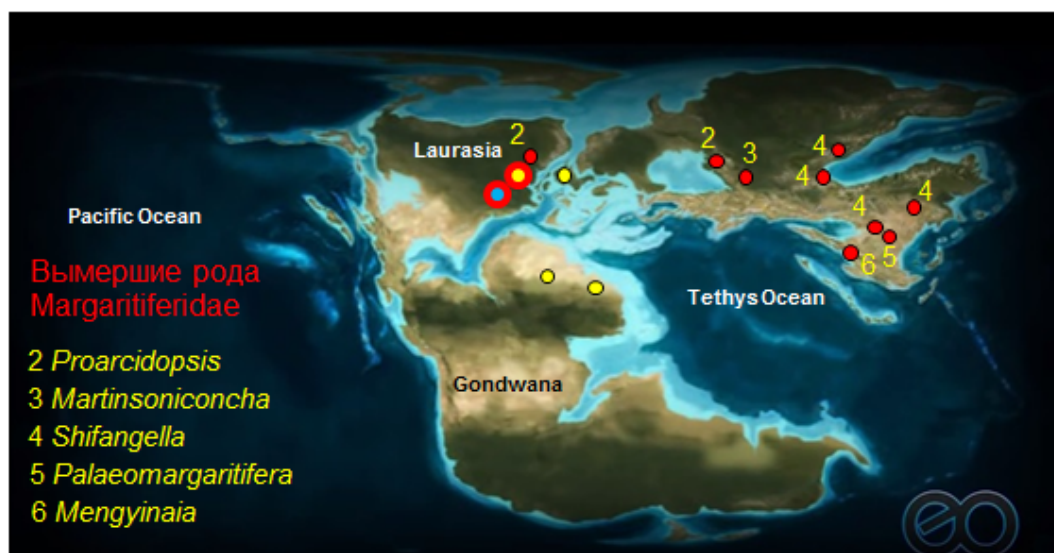 2
Laurasia
2
3
4
4
4
4
5
6
Pacific Ocean
Tethys Ocean
Gondwana
Вымершие рода
Margaritiferidae
2 Proarcidopsis
3 Martinsoniconcha
4 Shifangella
5 Palaeomargaritifera
6 Mengyinaia
eo